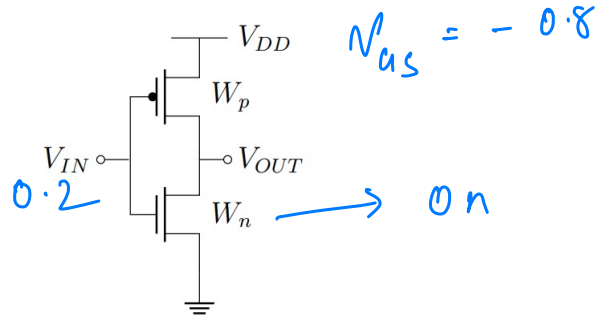 V_DD
V_GS = - 0.8
W_p
V_IN
V_OUT
0.2
W_n
on